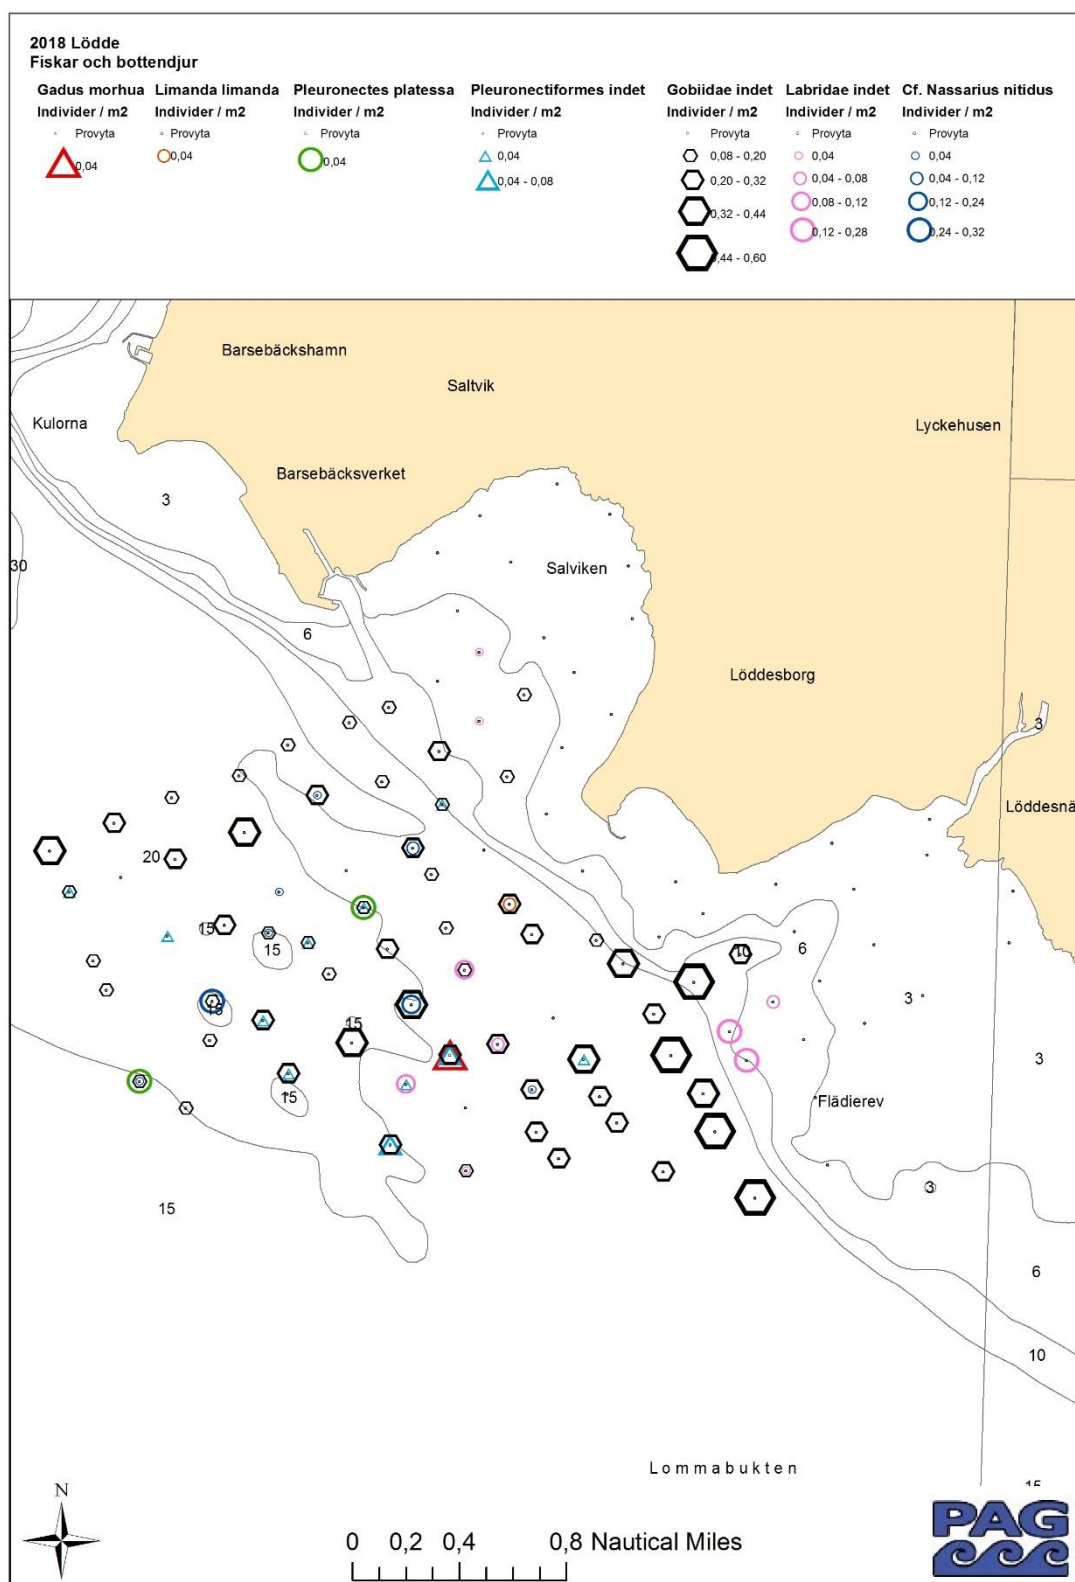 2018 Lödde
Fiskar och bottendjur
Gadus morhua Limanda limanda Pleuronectes platessa Pleuronectiformes indet Gobiidae indet Labridae indet Cf. Nassarius nitidus
Individer / m2 Individer / m2 Individer / m2 Individer / m2 Individer / m2 Individer / m2 Individer / m2
Provyta Provyta Provyta Provyta Provyta Provyta Provyta
0,04 0,04 0,04 0,04 0,08 - 0,20 0,04 0,04
0,04 - 0,08 0,20 - 0,32 0,04 - 0,08 0,04 - 0,12
0,32 - 0,44 0,08 - 0,12 0,12 - 0,24
0,12 - 0,28 0,24 - 0,32
0,44 - 0,60
Barsebäckshamn
Saltvik
Kulorna
Lyckehusen
Barsebäcksverket
3
30
Salviken
6
Löddesborg
3
Löddesnä
20
15
15
10
6
3
15
15
3
15
Flädierev
3
15
6
10
Lommabukten
15
N
PAG
0 0,2 0,4 0,8 Nautical Miles